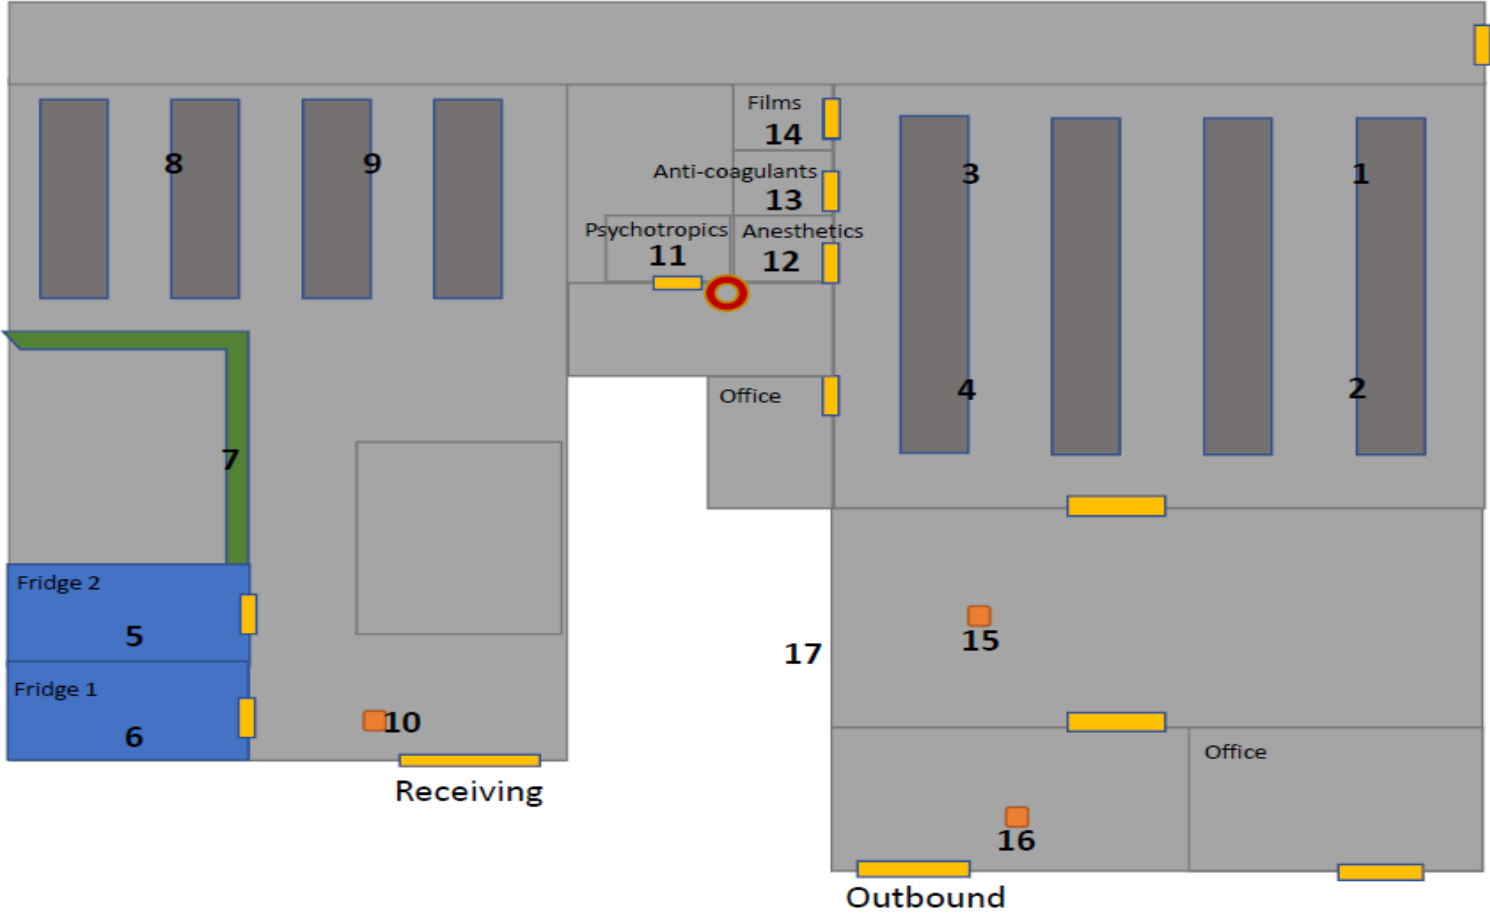 Films
14
8
9
Anti-coagulants
3
1
13
Psychotropics
Anesthetics
11
12
Office
4
2
7
Fridge 2
5
15
17
Fridge 1
6
10
Office
Receiving
16
Outbound